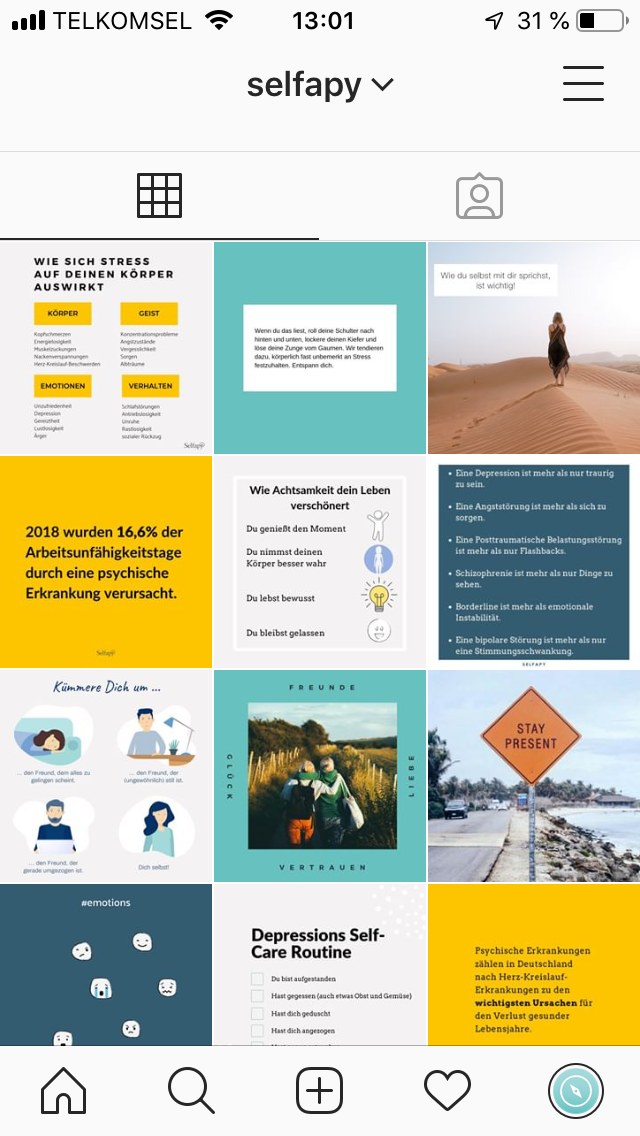 TELKOMSEL 13:01 31 %
selfapy
WIE SICH STRESS
AUF DEINEN KÖRPER
AUSWIRKT
KÖRPER
GEIST
Kopfschmerzen
Energielosigkeit
Muskelzuckungen
Nackenverspannungen
Herz-Kreislauf-Beschwerden
Konzentrationsprobleme
Angstzustände
Vergesslichkeit
Sorgen
Albträume
EMOTIONEN
VERHALTEN
Unzufriedenheit
Depression
Gereiztheit
Lustlosigkeit
Ärger
Schlafstörungen
Antriebslosigkeit
Unruhe
Rastlosigkeit
sozialer Rückzug
Selfapy
Wenn du das liest, roll deine Schulter nach
hinten und unten, lockere deinen Kiefer und
löse deine Zunge vom Gaumen. Wir tendieren
dazu, körperlich fast unbemerkt an Stress
festzuhalten. Entspann dich.
Wie du selbst mit dir sprichst,
ist wichtig!
2018 wurden 16,6% der
Arbeitsunfähigkeitstage
durch eine psychische
Erkrankung verursacht.
Selfapy
Wie Achtsamkeit dein Leben
verschönert
Du genießt den Moment
Du nimmst deinen
Körper besser wahr
Du lebst bewusst
Du bleibst gelassen
• Eine Depression ist mehr als nur traurig
zu sein.
• Eine Angststörung ist mehr als sich zu
sorgen.
• Eine Posttraumatische Belastungsstörung
ist mehr als nur Flashbacks.
• Schizophrenie ist mehr als nur Dinge zu
sehen.
• Borderline ist mehr als emotionale
Instabilität.
• Eine bipolare Störung ist mehr als nur
eine Stimmungsschwankung.
SELFAPY
Kümmere Dich um ...
... den Freund, dem alles zu
gelingen scheint.
... den Freund, der
(ungewöhnlich) still ist.
... den Freund, der
gerade umgezogen ist.
Dich selbst!
FREUNDE
GLÜCK
LIEBE
VERTRAUEN
STAY
PRESENT
#emotions
Depressions Self-
Care Routine
Du bist aufgestanden
Hast gegessen (auch etwas Obst und Gemüse)
Hast dich geduscht
Hast dich angezogen
Psychische Erkrankungen
zählen in Deutschland
nach Herz-Kreislauf-
Erkrankungen zu den
wichtigsten Ursachen für
den Verlust gesunder
Lebensjahre.